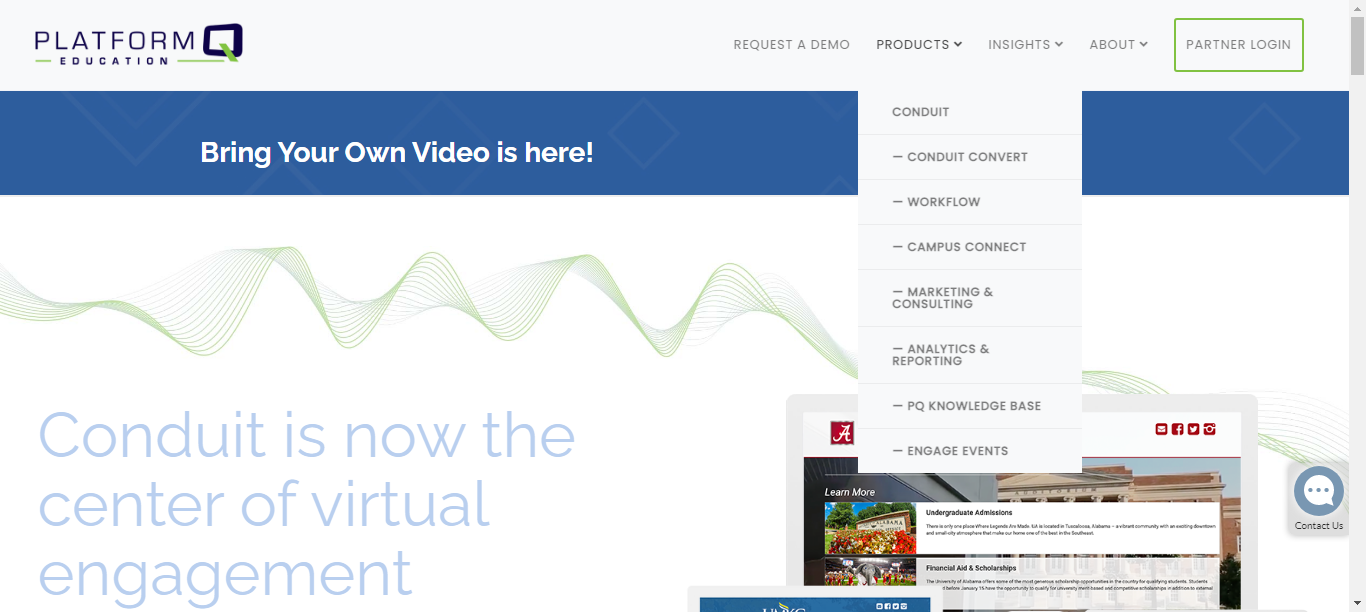 PLATFORM Q
EDUCATION
REQUEST A DEMO
PRODUCTS
INSIGHTS
ABOUT
PARTNER LOGIN
CONDUIT
— CONDUIT CONVERT
— WORKFLOW
— CAMPUS CONNECT
— MARKETING &
CONSULTING
— ANALYTICS &
REPORTING
— PQ KNOWLEDGE BASE
— ENGAGE EVENTS
Bring Your Own Video is here!
Conduit is now the
center of virtual
engagement
A
Learn More
Undergraduate Admissions
There is only one place Where Legends Are Made. UA is located in Tuscaloosa, Alabama – a vibrant community with an exciting downtown
and small-city atmosphere that make our home one of the best in the Southeast.
Financial Aid & Scholarships
The University of Alabama offers some of the most generous scholarship opportunities in the country for qualifying students. Students
before January 15 have the opportunity to qualify for university merit-based and competitive scholarships in addition to external
Contact Us